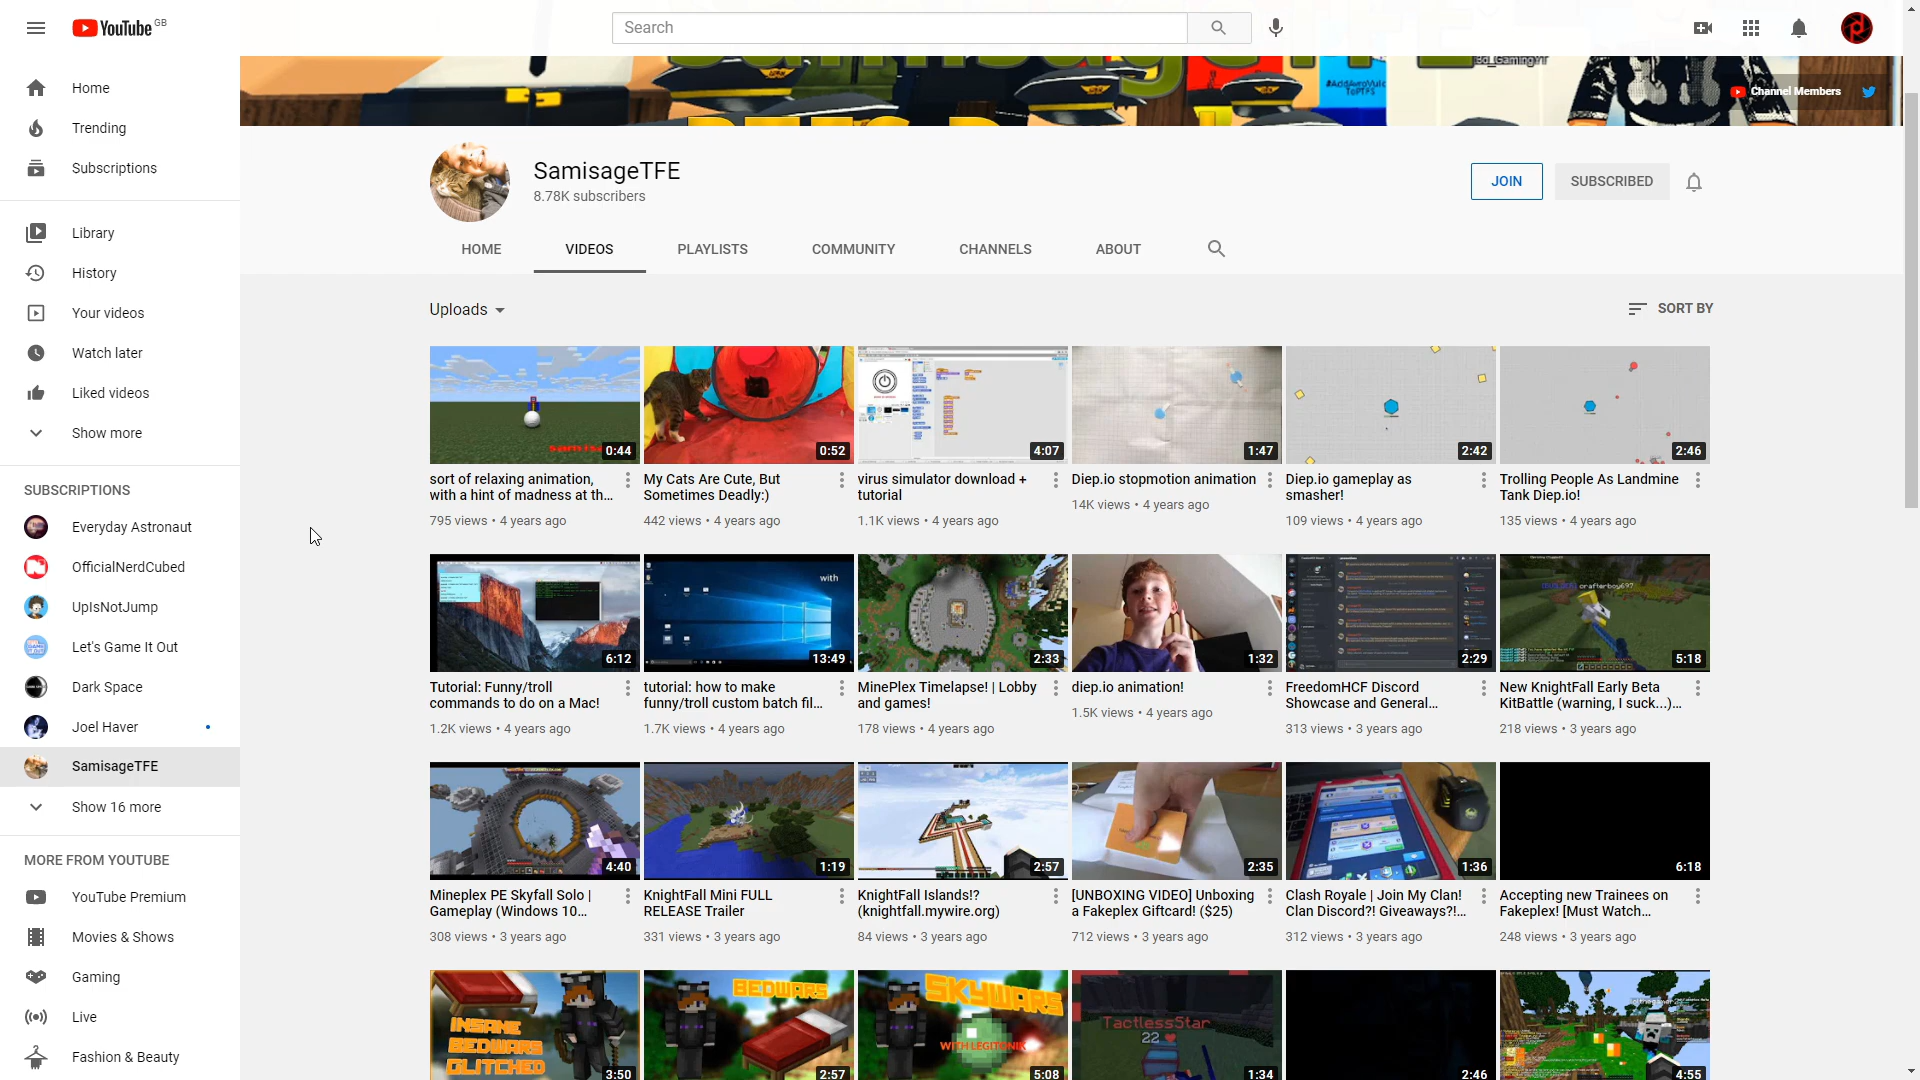 YouTube GB
Search
Home
Trending
Subscriptions
Library
History
Your videos
Watch later
Liked videos
Show more
SUBSCRIPTIONS
Everyday Astronaut
OfficialNerdCubed
UpIsNotJump
Let's Game It Out
Dark Space
Joel Haver
SamisageTFE
Show 16 more
MORE FROM YOUTUBE
YouTube Premium
Movies & Shows
Gaming
Live
Fashion & Beauty
3d_GamingYT
#AddAeroVulc
ToPTFS
Channel Members
SamisageTFE
8.78K subscribers
JOIN
SUBSCRIBED
HOME
VIDEOS
PLAYLISTS
COMMUNITY
CHANNELS
ABOUT
Uploads
SORT BY
0:44
0:52
4:07
1:47
2:42
2:46
sort of relaxing animation,
with a hint of madness at th...
795 views • 4 years ago
My Cats Are Cute, But
Sometimes Deadly:)
442 views • 4 years ago
virus simulator download +
tutorial
1.1K views • 4 years ago
Diep.io stopmotion animation
14K views • 4 years ago
Diep.io gameplay as
smasher!
109 views • 4 years ago
Trolling People As Landmine
Tank Diep.io!
135 views • 4 years ago
6:12
with
13:49
2:33
1:32
2:29
crafterboy697
5:18
Tutorial: Funny/troll
commands to do on a Mac!
1.2K views • 4 years ago
tutorial: how to make
funny/troll custom batch fil...
1.7K views • 4 years ago
MinePlex Timelapse! | Lobby
and games!
178 views • 4 years ago
diep.io animation!
1.5K views • 4 years ago
FreedomHCF Discord
Showcase and General...
313 views • 3 years ago
New KnightFall Early Beta
KitBattle (warning, I suck...)...
218 views • 3 years ago
4:40
1:19
2:57
2:35
1:36
6:18
Mineplex PE Skyfall Solo |
Gameplay (Windows 10...
308 views • 3 years ago
KnightFall Mini FULL
RELEASE Trailer
331 views • 3 years ago
KnightFall Islands!?
(knightfall.mywire.org)
84 views • 3 years ago
[UNBOXING VIDEO] Unboxing
a Fakeplex Giftcard! ($25)
712 views • 3 years ago
Clash Royale | Join My Clan!
Clan Discord?! Giveaways?!...
312 views • 3 years ago
Accepting new Trainees on
Fakeplex! [Must Watch...
248 views • 3 years ago
INSANE
BEDWARS
GLITCHED
3:50
BEDWARS
2:57
SKYWARS
WITH LEGITONIK
5:08
TactlessStar
22
1:34
2:46
4:55